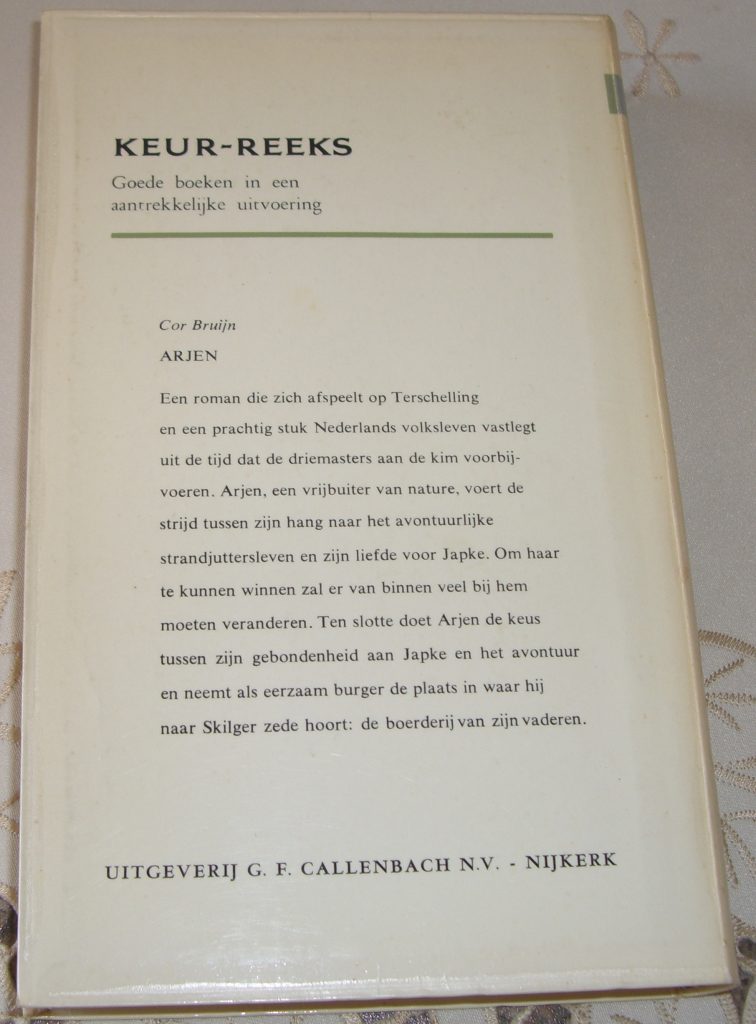 KEUR-REEKS
Goede boeken in een
aantrekkelijke uitvoering
Cor Bruijn
ARJEN
Een roman die zich afspeelt op Terschelling
en een prachtig stuk Nederlands volksleven vastlegt
uit de tijd dat de driemasters aan de kim voorbij-
voeren. Arjen, een vrijbuiter van nature, voert de
strijd tussen zijn hang naar het avontuurlijke
strandjuttersleven en zijn liefde voor Japke. Om haar
te kunnen winnen zal er van binnen veel bij hem
moeten veranderen. Ten slotte doet Arjen de keus
tussen zijn gebondenheid aan Japke en het avontuur
en neemt als eerzaam burger de plaats in waar hij
naar Skilger zede hoort: de boerderij van zijn vaderen.
UITGEVERIJ G. F. CALLENBACH N.V. - NIJKERK